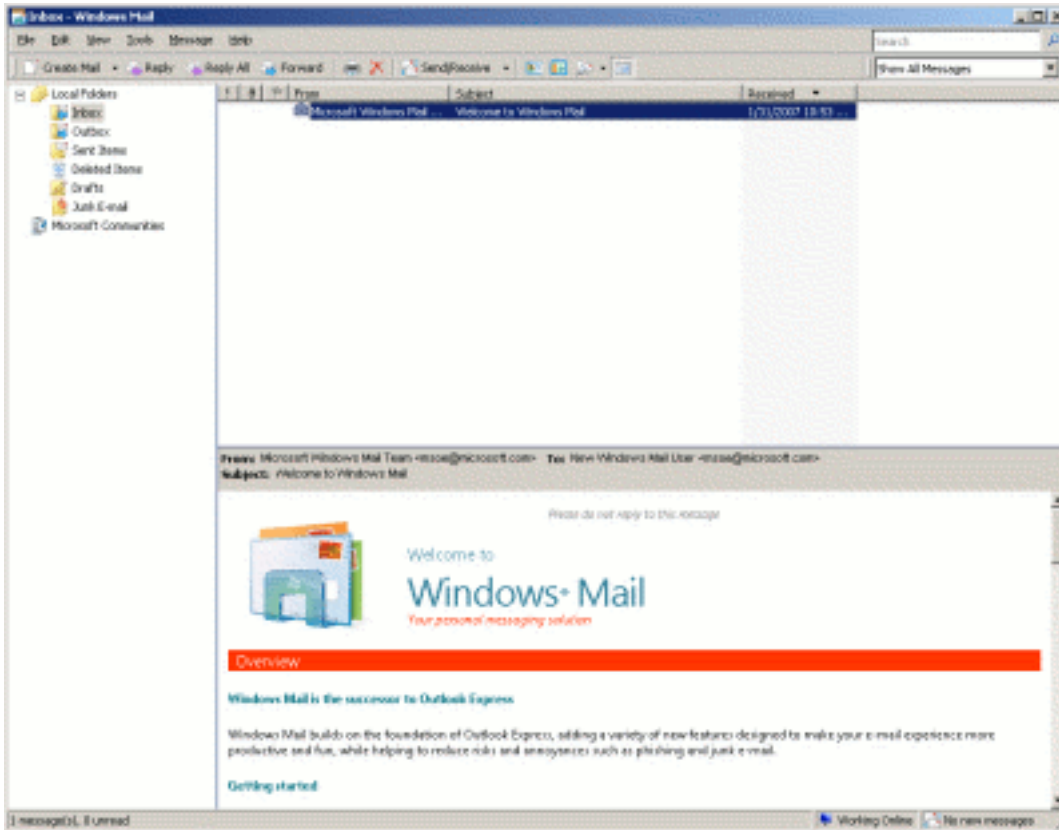 Inbox - Windows Mail
File Edit View Tools Message Help
Search
Create Mail Reply Reply All Forward Send/Receive
Show All Messages
Local Folders
Inbox
Outbox
Sent Items
Deleted Items
Drafts
Junk E-mail
Microsoft Communities
! From Subject Received
Microsoft Windows Mail ... Welcome to Windows Mail 1/31/2007 10:53 ...
From: Microsoft Windows Mail Team <msoe@microsoft.com> To: New Windows Mail User <msoe@microsoft.com>
Subject: Welcome to Windows Mail
Please do not reply to this message
Welcome to
Windows® Mail
Your personal messaging solution
Overview
Windows Mail is the successor to Outlook Express
Windows Mail builds on the foundation of Outlook Express, adding a variety of new features designed to make your e-mail experience more
productive and fun, while helping to reduce risks and annoyances such as phishing and junk e-mail.
Getting started
1 message(s), 0 unread
Working Online No new messages